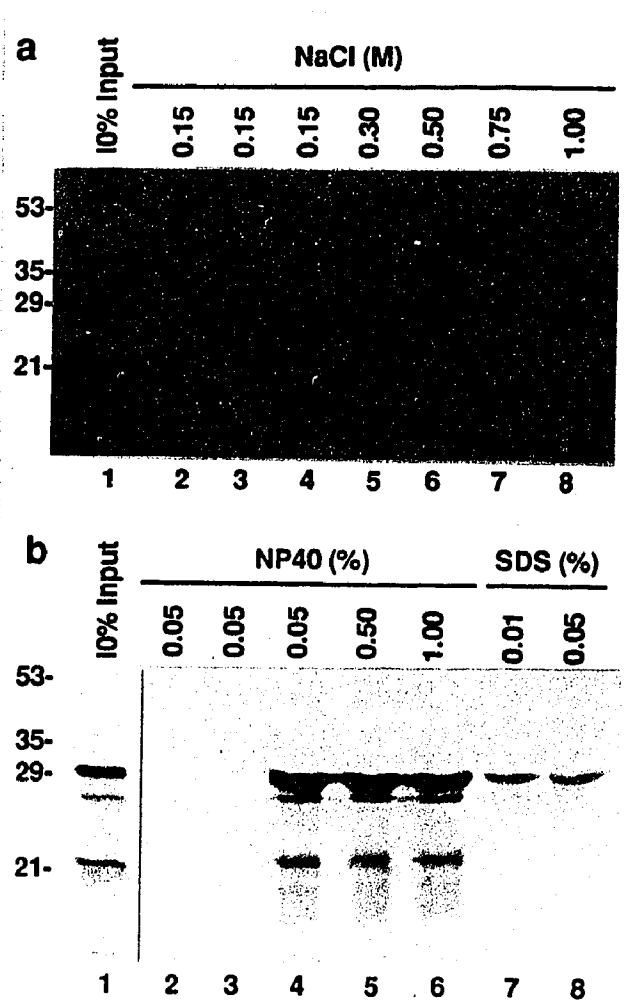 a
10% Input
NaCl (M)
0.15 0.15 0.15 0.30 0.50 0.75 1.00
53-
35-
29-
21-
1 2 3 4 5 6 7 8
b
10% Input
NP40 (%) SDS (%)
0.05 0.05 0.05 0.50 1.00 0.01 0.05
53-
35-
29-
21-
1 2 3 4 5 6 7 8